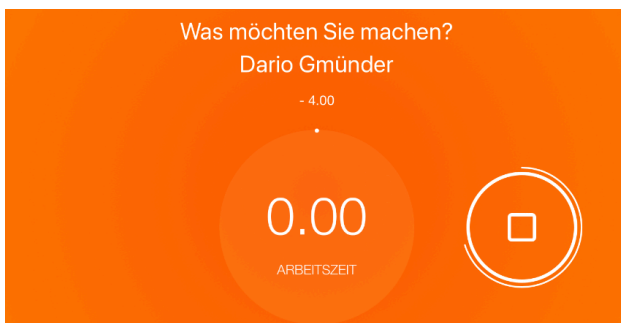 Was möchten Sie machen?
Dario Gmünder
- 4.00
0.00
ARBEITSZEIT